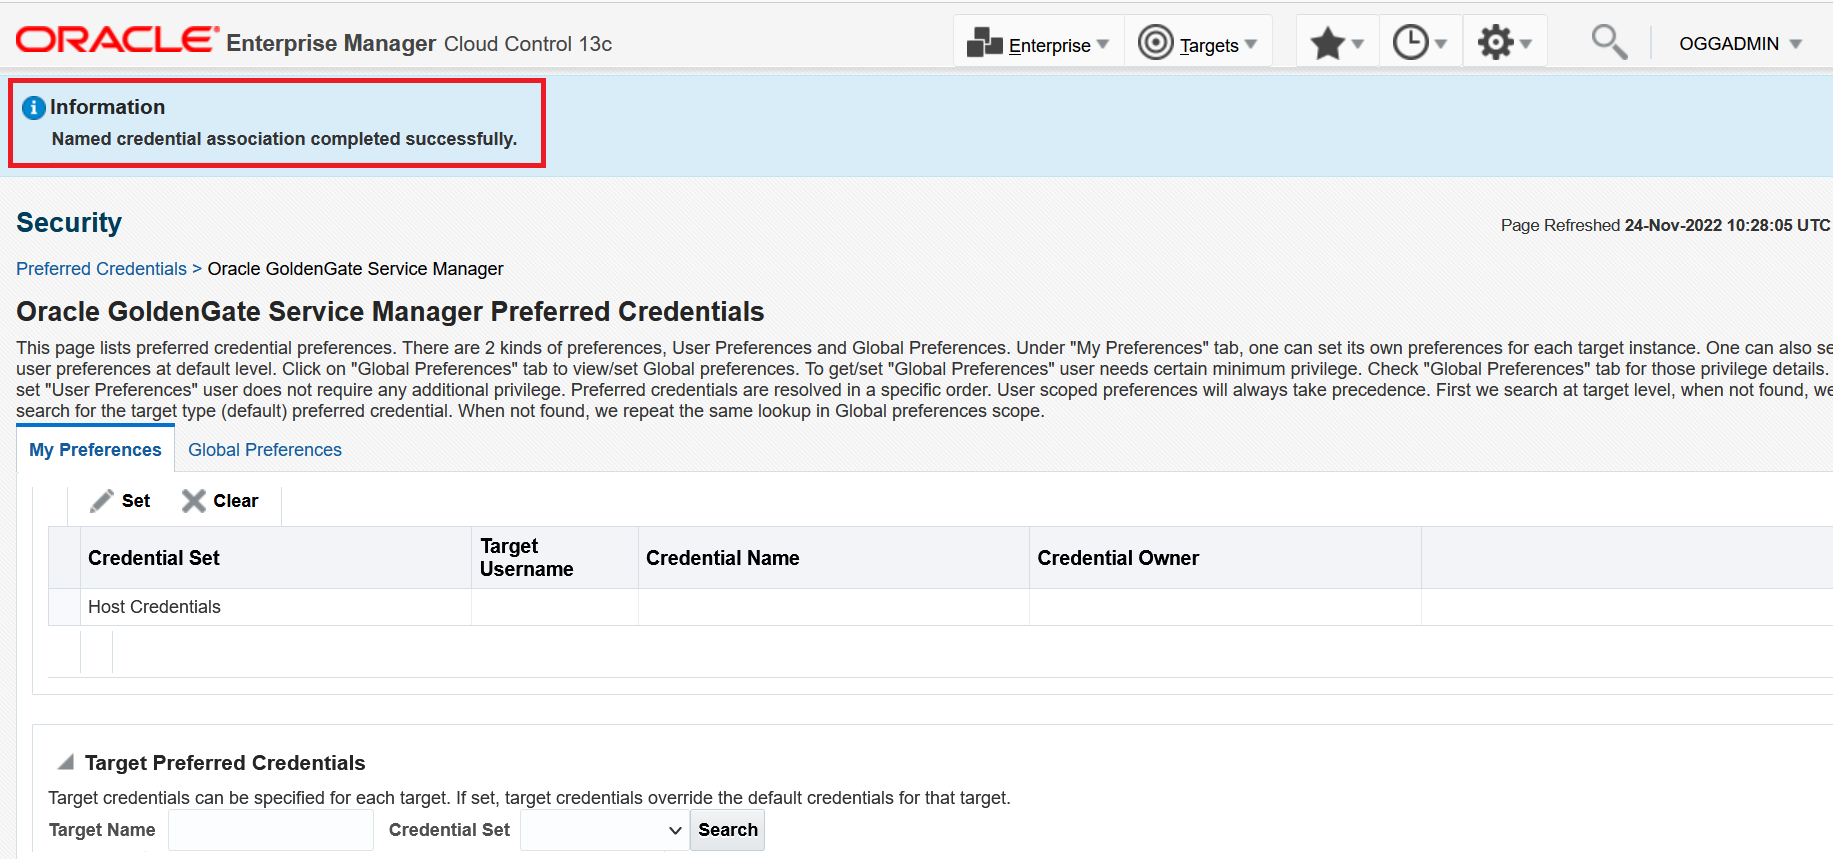 ORACLE Enterprise Manager Cloud Control 13c
Enterprise
Targets
OGGADMIN
Information
Named credential association completed successfully.
Security
Page Refreshed 24-Nov-2022 10:28:05 UTC
Preferred Credentials > Oracle GoldenGate Service Manager
Oracle GoldenGate Service Manager Preferred Credentials
This page lists preferred credential preferences. There are 2 kinds of preferences, User Preferences and Global Preferences. Under "My Preferences" tab, one can set its own preferences for each target instance. One can also se
user preferences at default level. Click on "Global Preferences" tab to view/set Global preferences. To get/set "Global Preferences" user needs certain minimum privilege. Check "Global Preferences" tab for those privilege details.
set "User Preferences" user does not require any additional privilege. Preferred credentials are resolved in a specific order. User scoped preferences will always take precedence. First we search at target level, when not found, we
search for the target type (default) preferred credential. When not found, we repeat the same lookup in Global preferences scope.
My Preferences
Global Preferences
Set
Clear
Credential Set
Target
Username
Credential Name
Credential Owner
Host Credentials
Target Preferred Credentials
Target credentials can be specified for each target. If set, target credentials override the default credentials for that target.
Target Name
Credential Set
Search